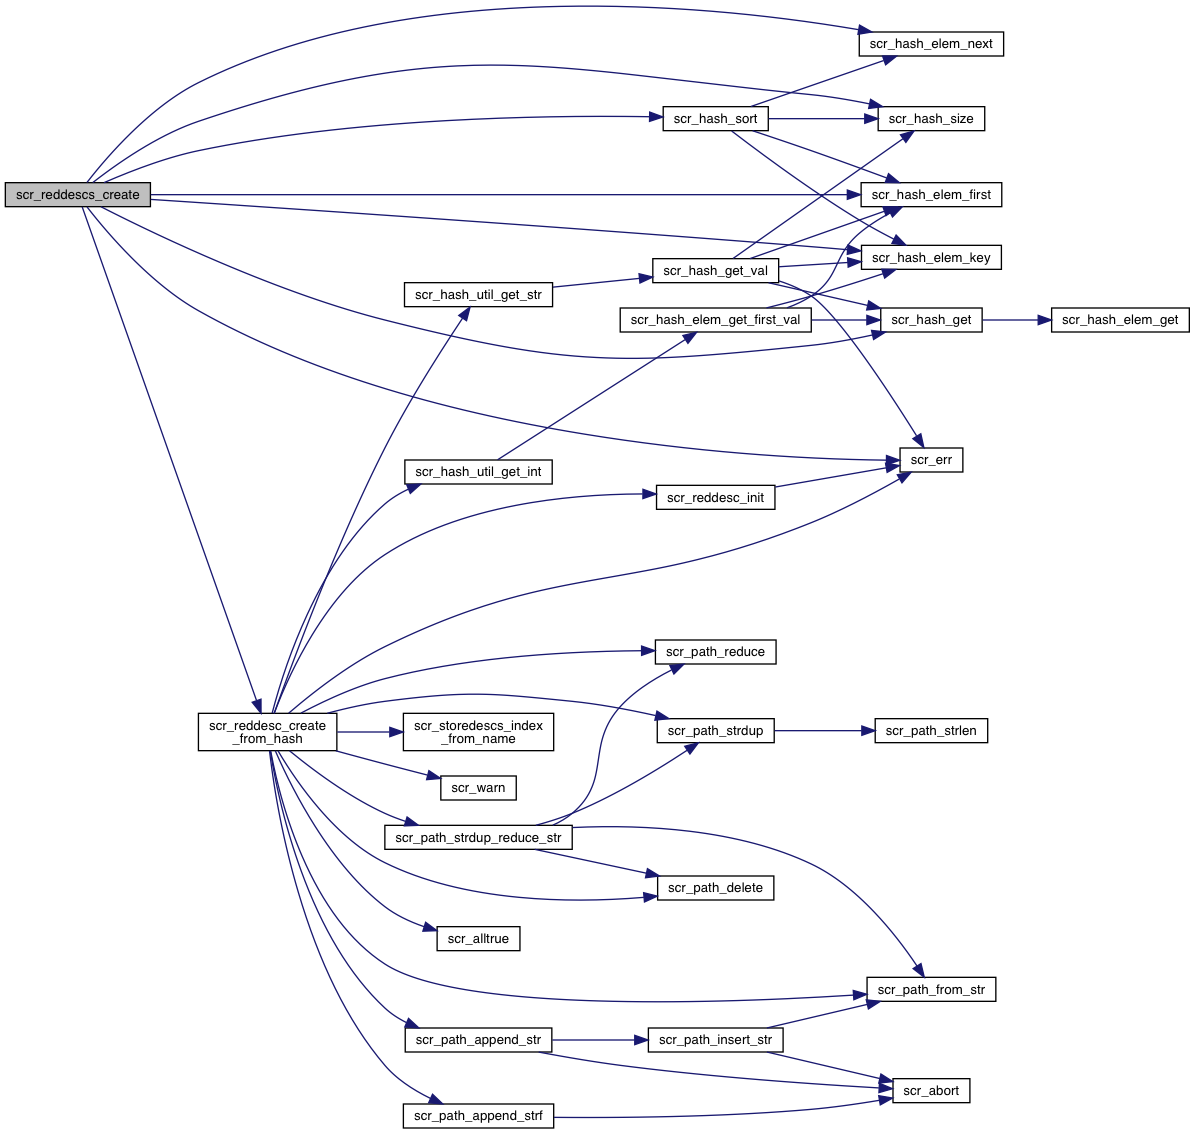 scr_hash_elem_next
scr_hash_sort
scr_hash_size
scr_reddescs_create
scr_hash_elem_first
scr_hash_elem_key
scr_hash_get_val
scr_hash_util_get_str
scr_hash_elem_get_first_val
scr_hash_get
scr_hash_elem_get
scr_err
scr_hash_util_get_int
scr_reddesc_init
scr_path_reduce
scr_reddesc_create
_from_hash
scr_storedescs_index
_from_name
scr_path_strdup
scr_path_strlen
scr_warn
scr_path_strdup_reduce_str
scr_path_delete
scr_alltrue
scr_path_from_str
scr_path_append_str
scr_path_insert_str
scr_abort
scr_path_append_strf